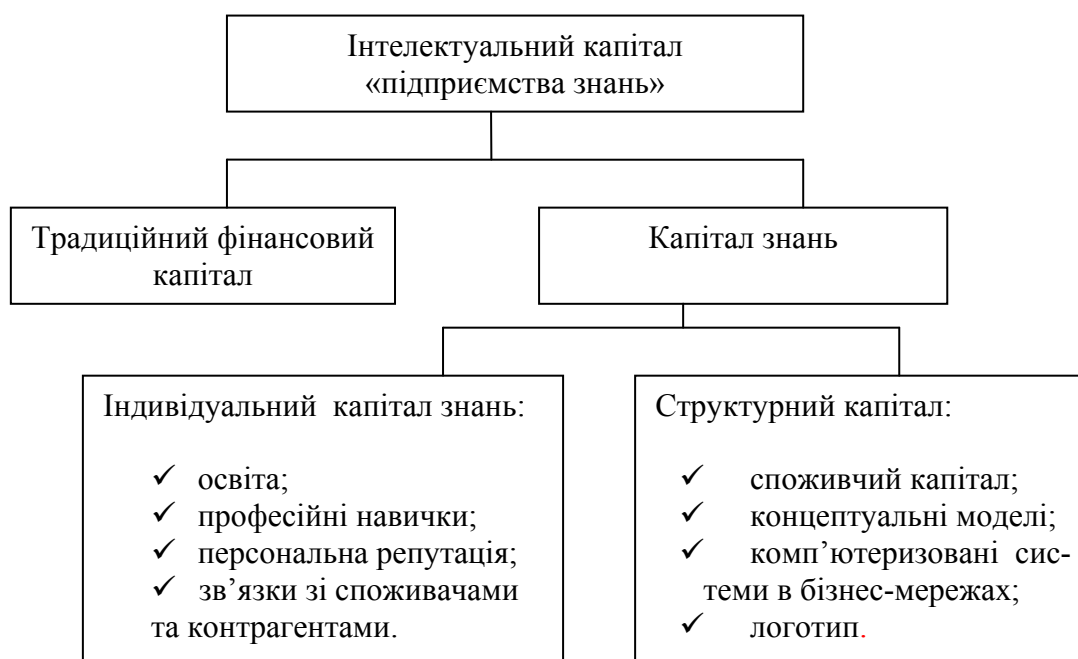 Інтелектуальний капітал
«підприємства знань»
Традиційний фінансовий
капітал
Капітал знань
Індивідуальний капітал знань:
✓ освіта;
✓ професійні навички;
✓ персональна репутація;
✓ зв’язки зі споживачами
та контрагентами.
Структурний капітал:
✓ споживчий капітал;
✓ концептуальні моделі;
✓ комп’ютеризовані сис-
теми в бізнес-мережах;
✓ логотип.